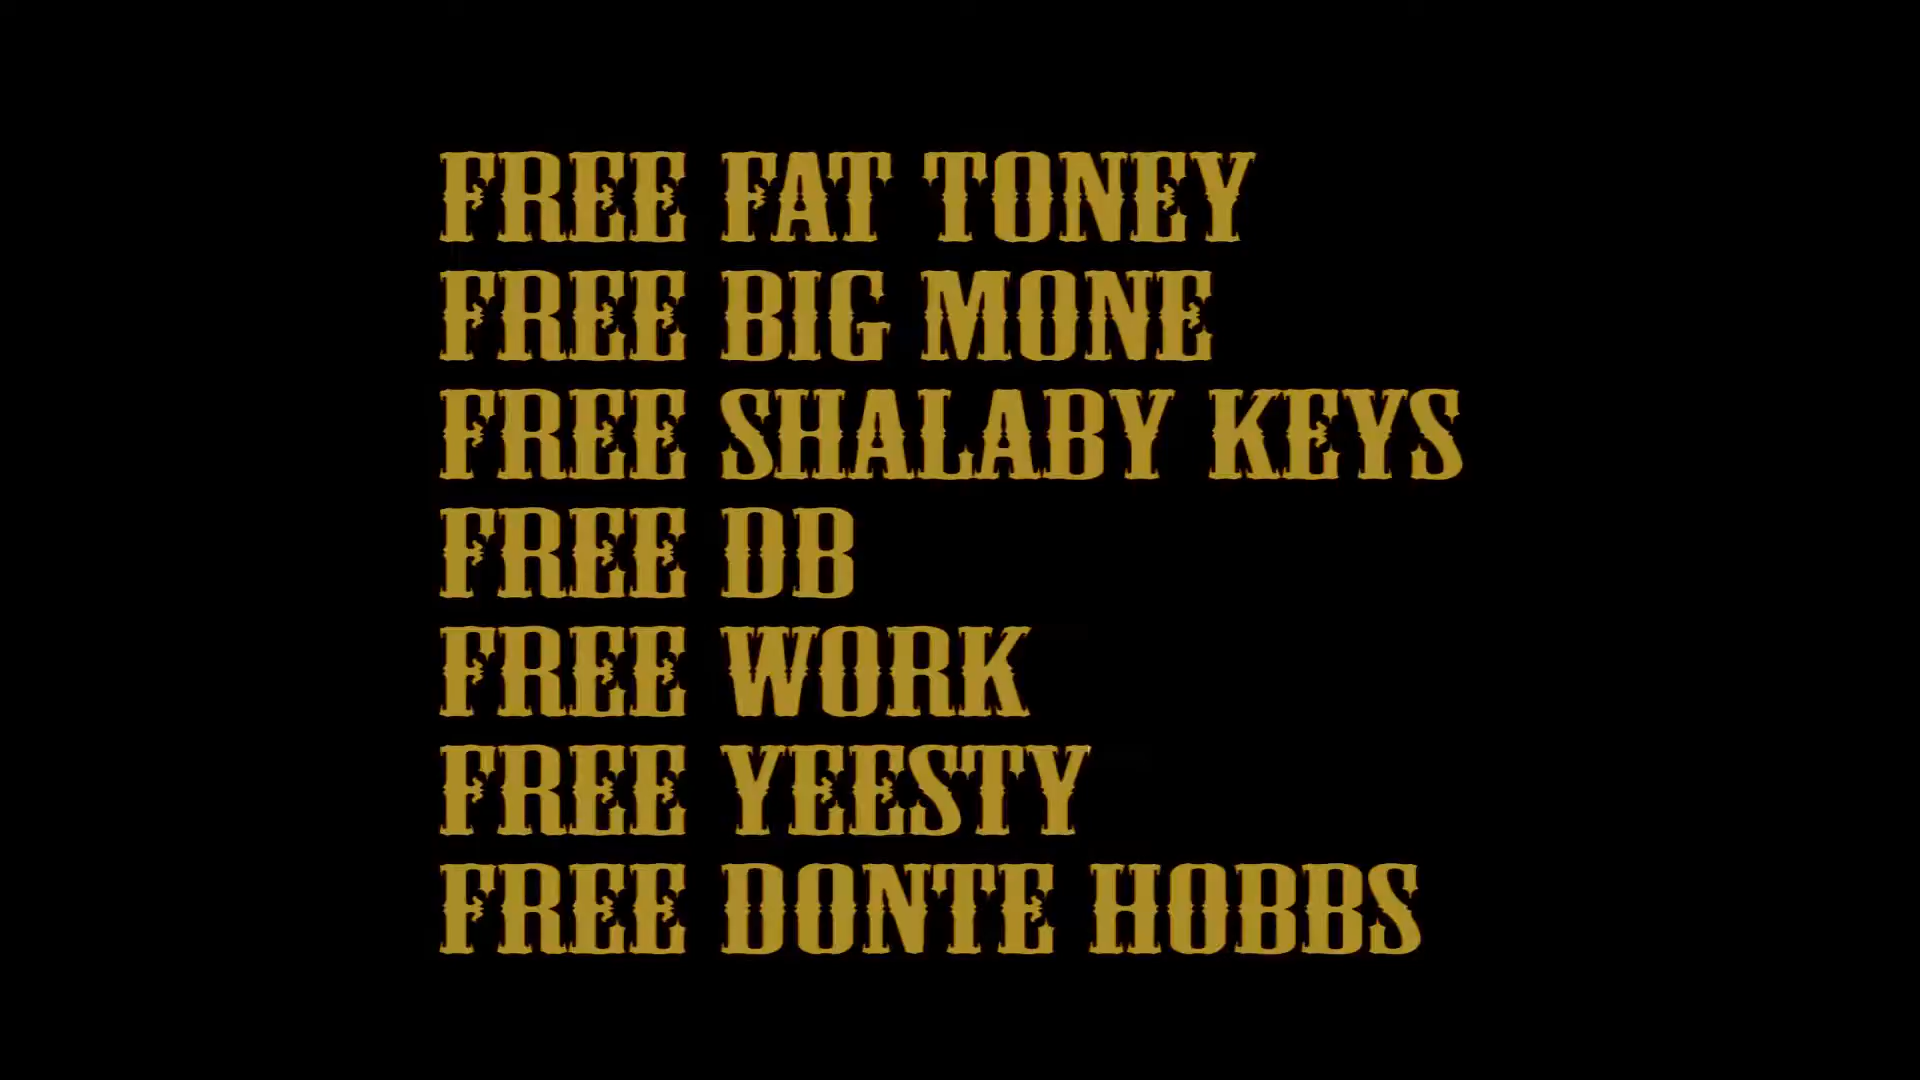 FREE FAT TONEY
FREE BIG MONE
FREE SHALABY KEYS
FREE DB
FREE WORK
FREE YEESTY
FREE DONTE HOBBS